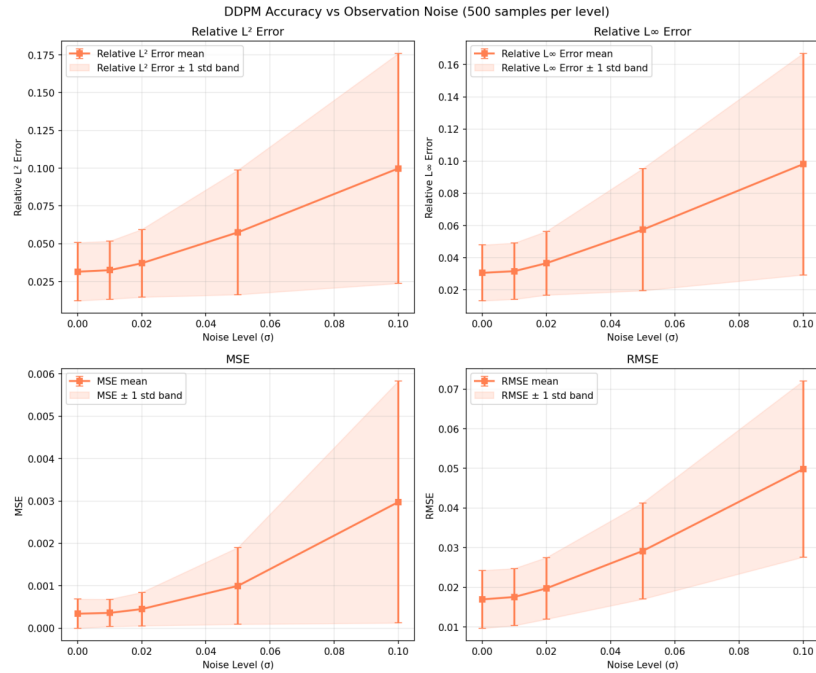 DDPM Accuracy vs Observation Noise (500 samples per level)
Relative L² Error
Relative L² Error mean
Relative L² Error ± 1 std band
Relative L² Error
0.175
0.150
0.125
0.100
0.075
0.050
0.025
0.00
0.02
0.04
0.06
0.08
0.10
Noise Level (σ)
Relative L∞ Error
Relative L∞ Error mean
Relative L∞ Error ± 1 std band
Relative L∞ Error
0.16
0.14
0.12
0.10
0.08
0.06
0.04
0.02
0.00
0.02
0.04
0.06
0.08
0.10
Noise Level (σ)
MSE
MSE mean
MSE ± 1 std band
MSE
0.006
0.005
0.004
0.003
0.002
0.001
0.000
0.00
0.02
0.04
0.06
0.08
0.10
Noise Level (σ)
RMSE
RMSE mean
RMSE ± 1 std band
RMSE
0.07
0.06
0.05
0.04
0.03
0.02
0.01
0.00
0.02
0.04
0.06
0.08
0.10
Noise Level (σ)